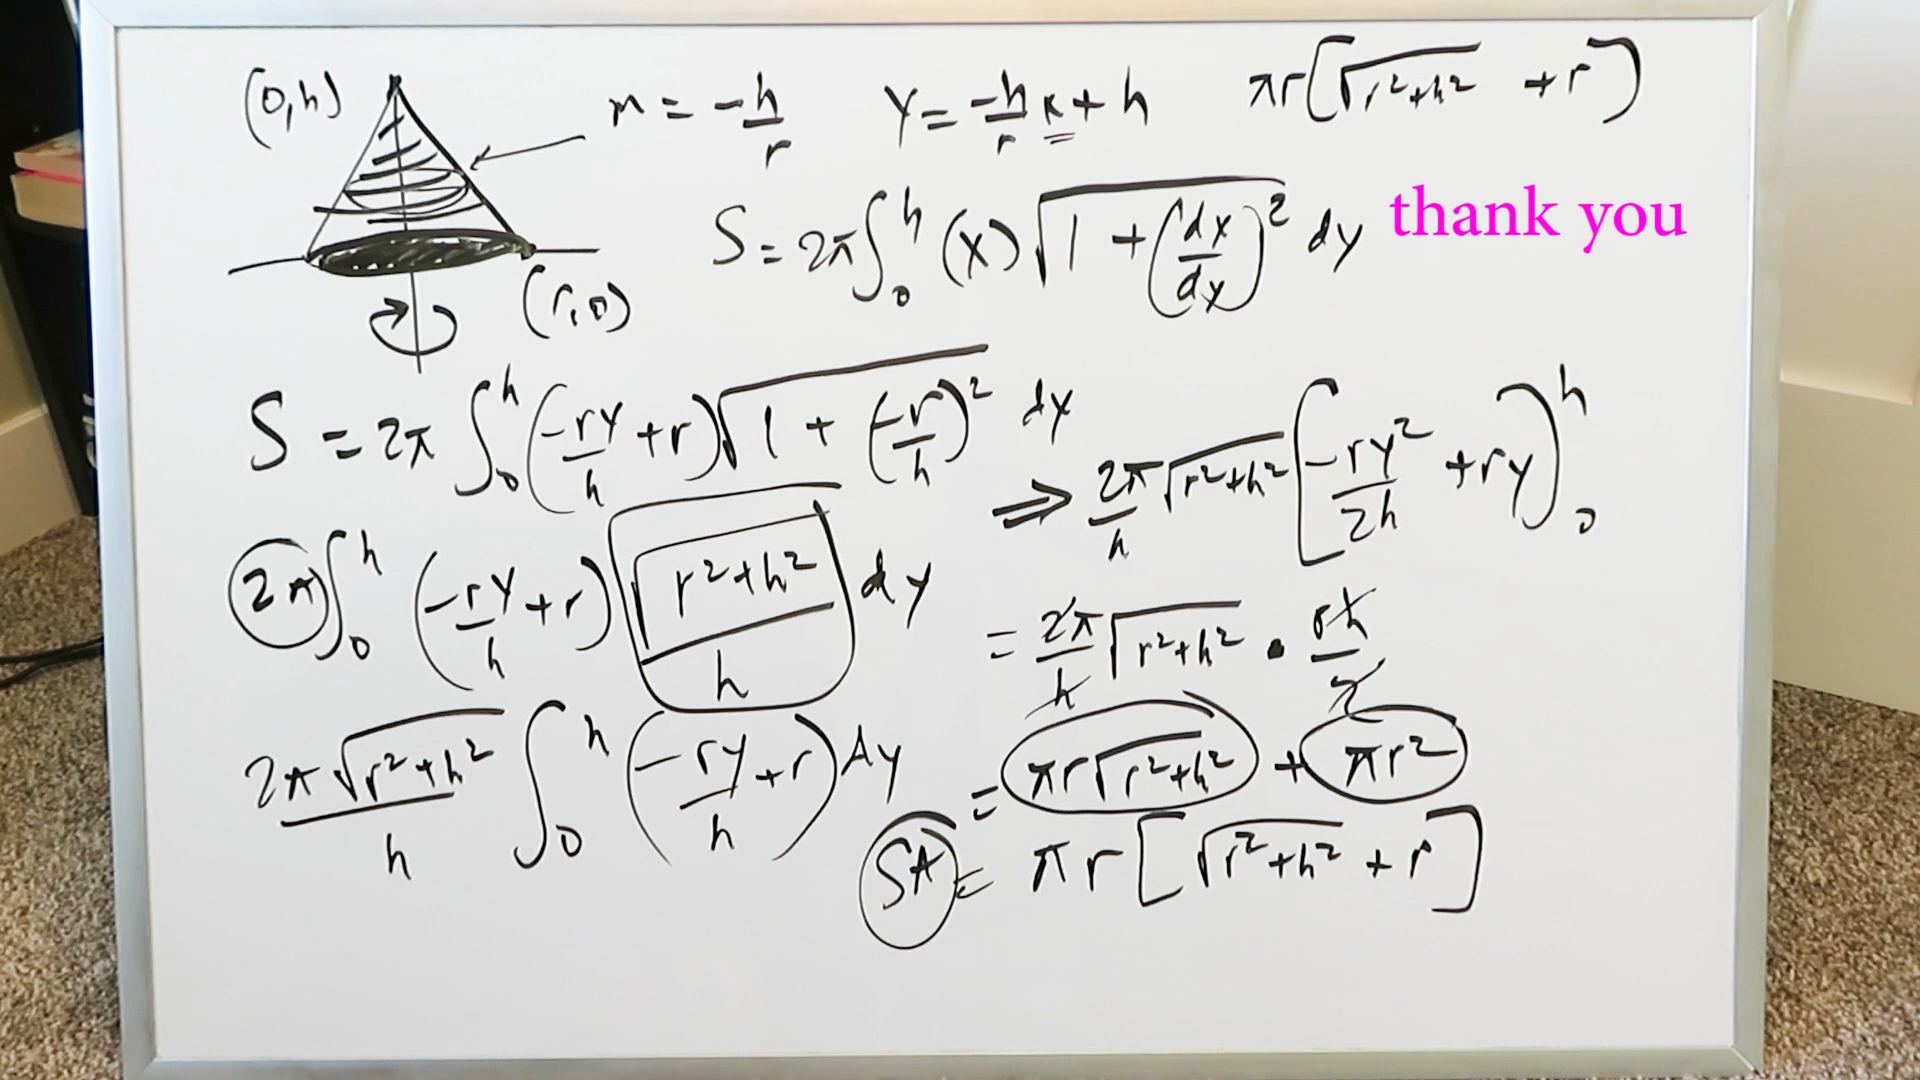 (0,h)
m = -h/r
y = -h/r x + h
πr[√(r²+h²) + r]
S = 2π ∫₀ʰ (x) √(1 + (dx/dy)²) dy
thank you
(r,0)
S = 2π ∫₀ʰ (-ry/h + r) √(1 + (-r/h)²) dy
2π ∫₀ʰ (-ry/h + r) √(r²+h²)/h dy
2π√(r²+h²)/h ∫₀ʰ (-ry/h + r) dy
⇒ 2π/h √(r²+h²) [-ry²/2h + ry]₀ʰ
= 2π/h √(r²+h²) · rh/2
= πr√(r²+h²) + πr²
SA = πr[√(r²+h²) + r]